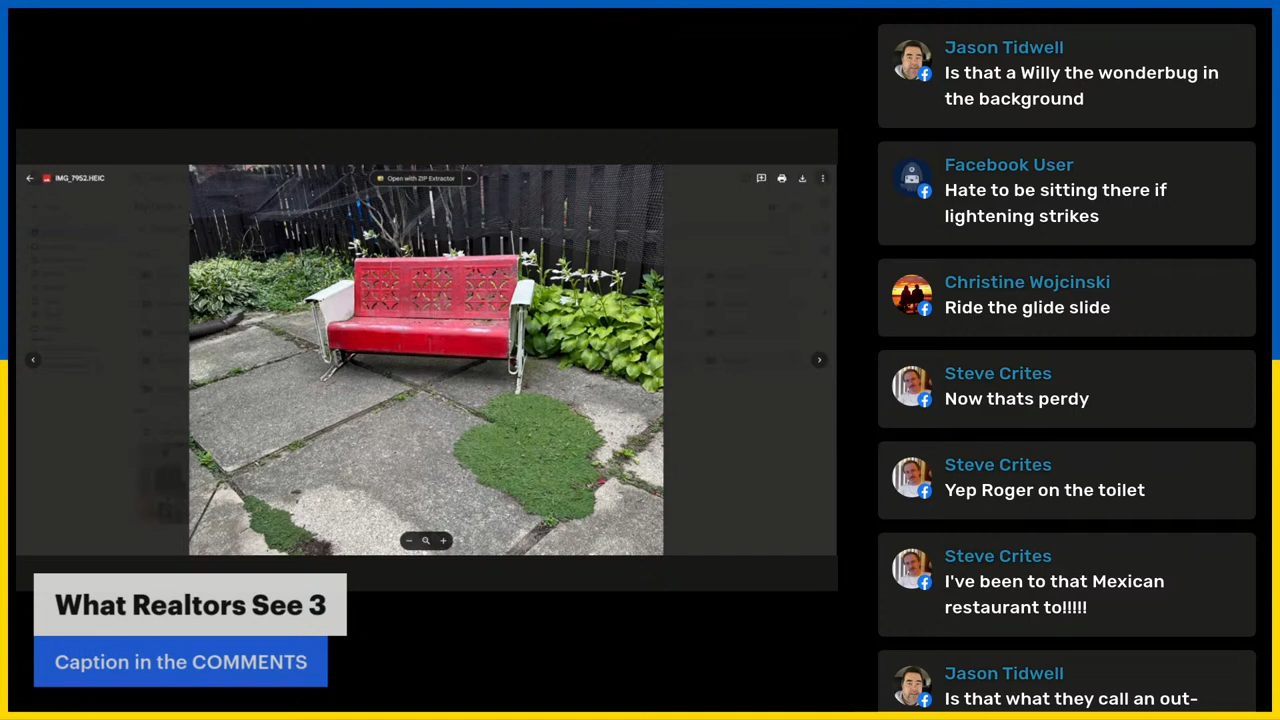 IMG_7952.HEIC
Open with ZIP Extractor
What Realtors See 3
Caption in the COMMENTS
Jason Tidwell
Is that a Willy the wonderbug in
the background
Facebook User
Hate to be sitting there if
lightening strikes
Christine Wojcinski
Ride the glide slide
Steve Crites
Now thats perdy
Steve Crites
Yep Roger on the toilet
Steve Crites
I've been to that Mexican
restaurant to!!!!!
Jason Tidwell
Is that what they call an out-